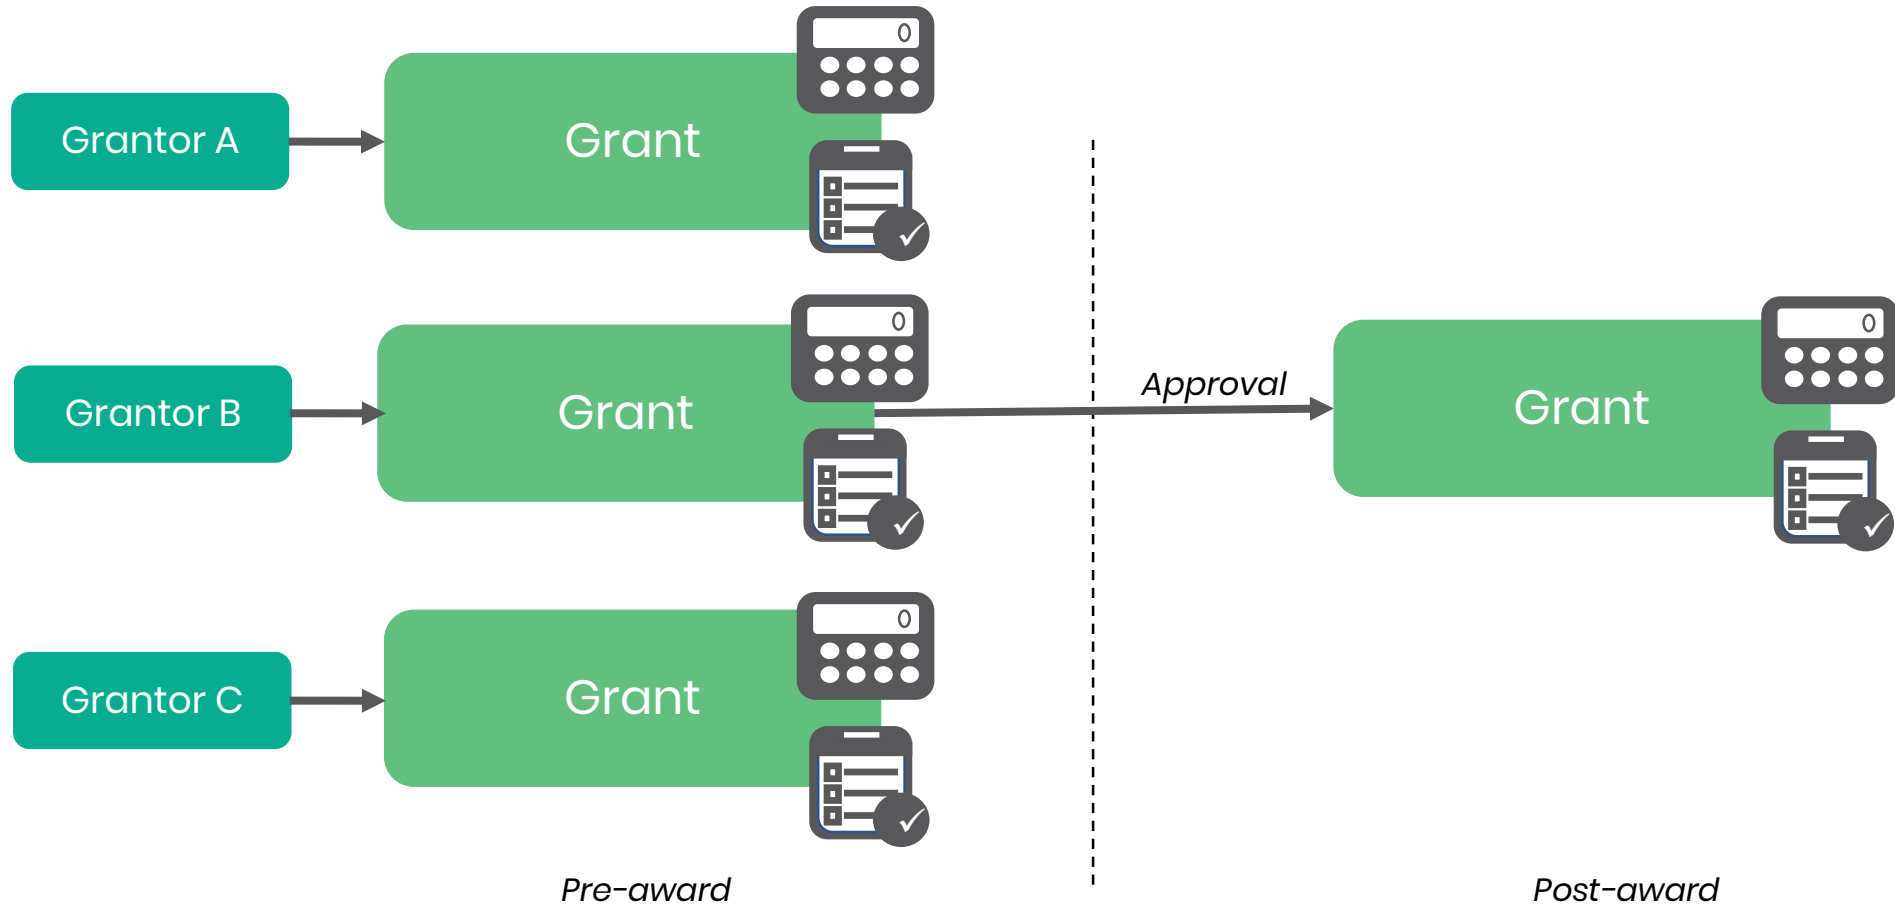 0
Grantor A
Grant
0
Grantor B
Grant
Approval
0
Grant
0
Grantor C
Grant
Pre-award
Post-award